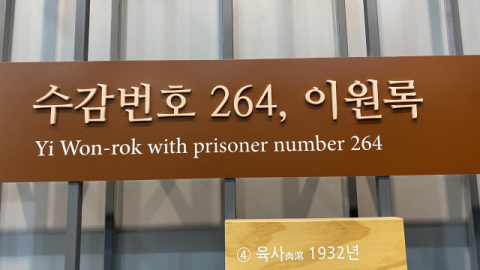 수감번호 264, 이원록
Yi Won-rok with prisoner number 264
④ 육사肉瀉 1932년